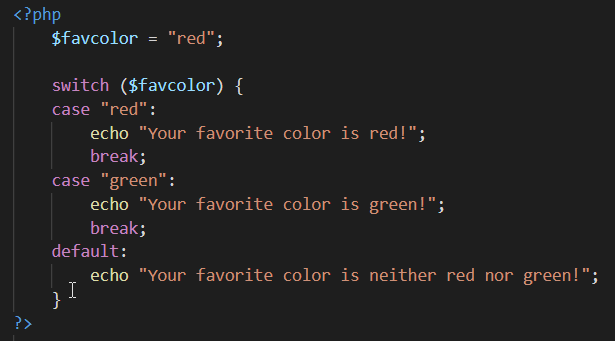 <?php
    $favcolor = "red";

    switch ($favcolor) {
    case "red":
        echo "Your favorite color is red!";
        break;
    case "green":
        echo "Your favorite color is green!";
        break;
    default:
        echo "Your favorite color is neither red nor green!";
    }
?>